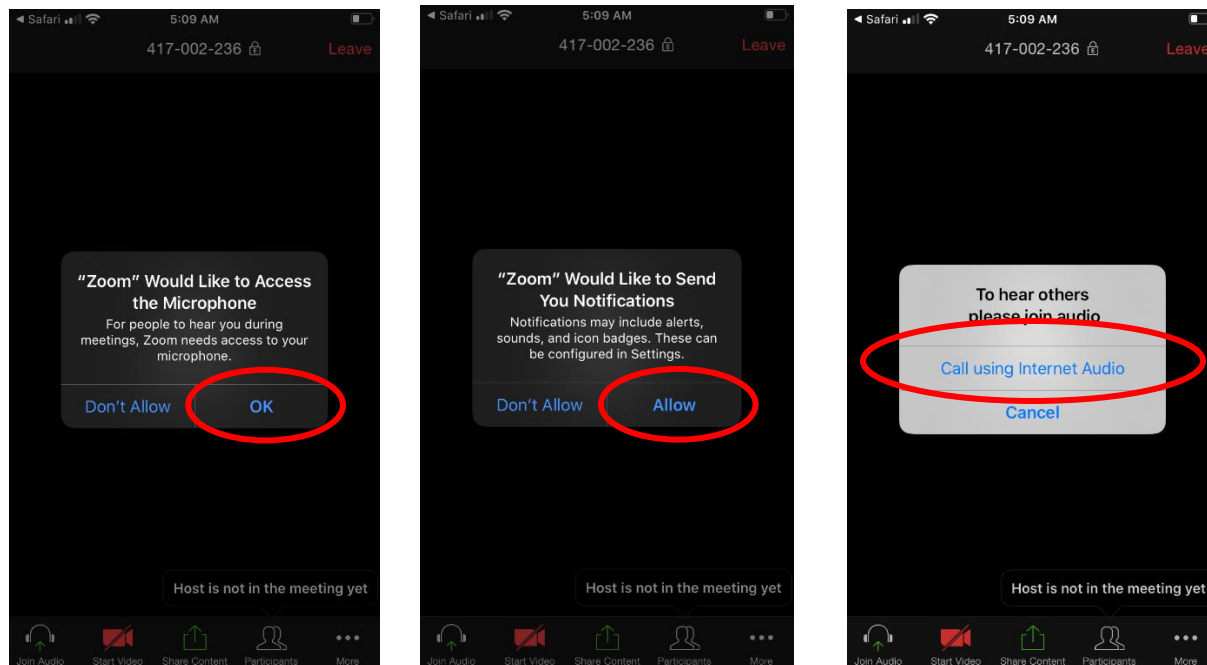 Safari 5:09 AM
417-002-236 Leave
"Zoom" Would Like to Access
the Microphone
For people to hear you during
meetings, Zoom needs access to your
microphone.
Don't Allow OK
Host is not in the meeting yet
Join Audio Start Video Share Content Participants More
Safari 5:09 AM
417-002-236 Leave
"Zoom" Would Like to Send
You Notifications
Notifications may include alerts,
sounds, and icon badges. These can
be configured in Settings.
Don't Allow Allow
Host is not in the meeting yet
Join Audio Start Video Share Content Participants More
Safari 5:09 AM
417-002-236 Leave
To hear others
please join audio
Call using Internet Audio
Cancel
Host is not in the meeting yet
Join Audio Start Video Share Content Participants More